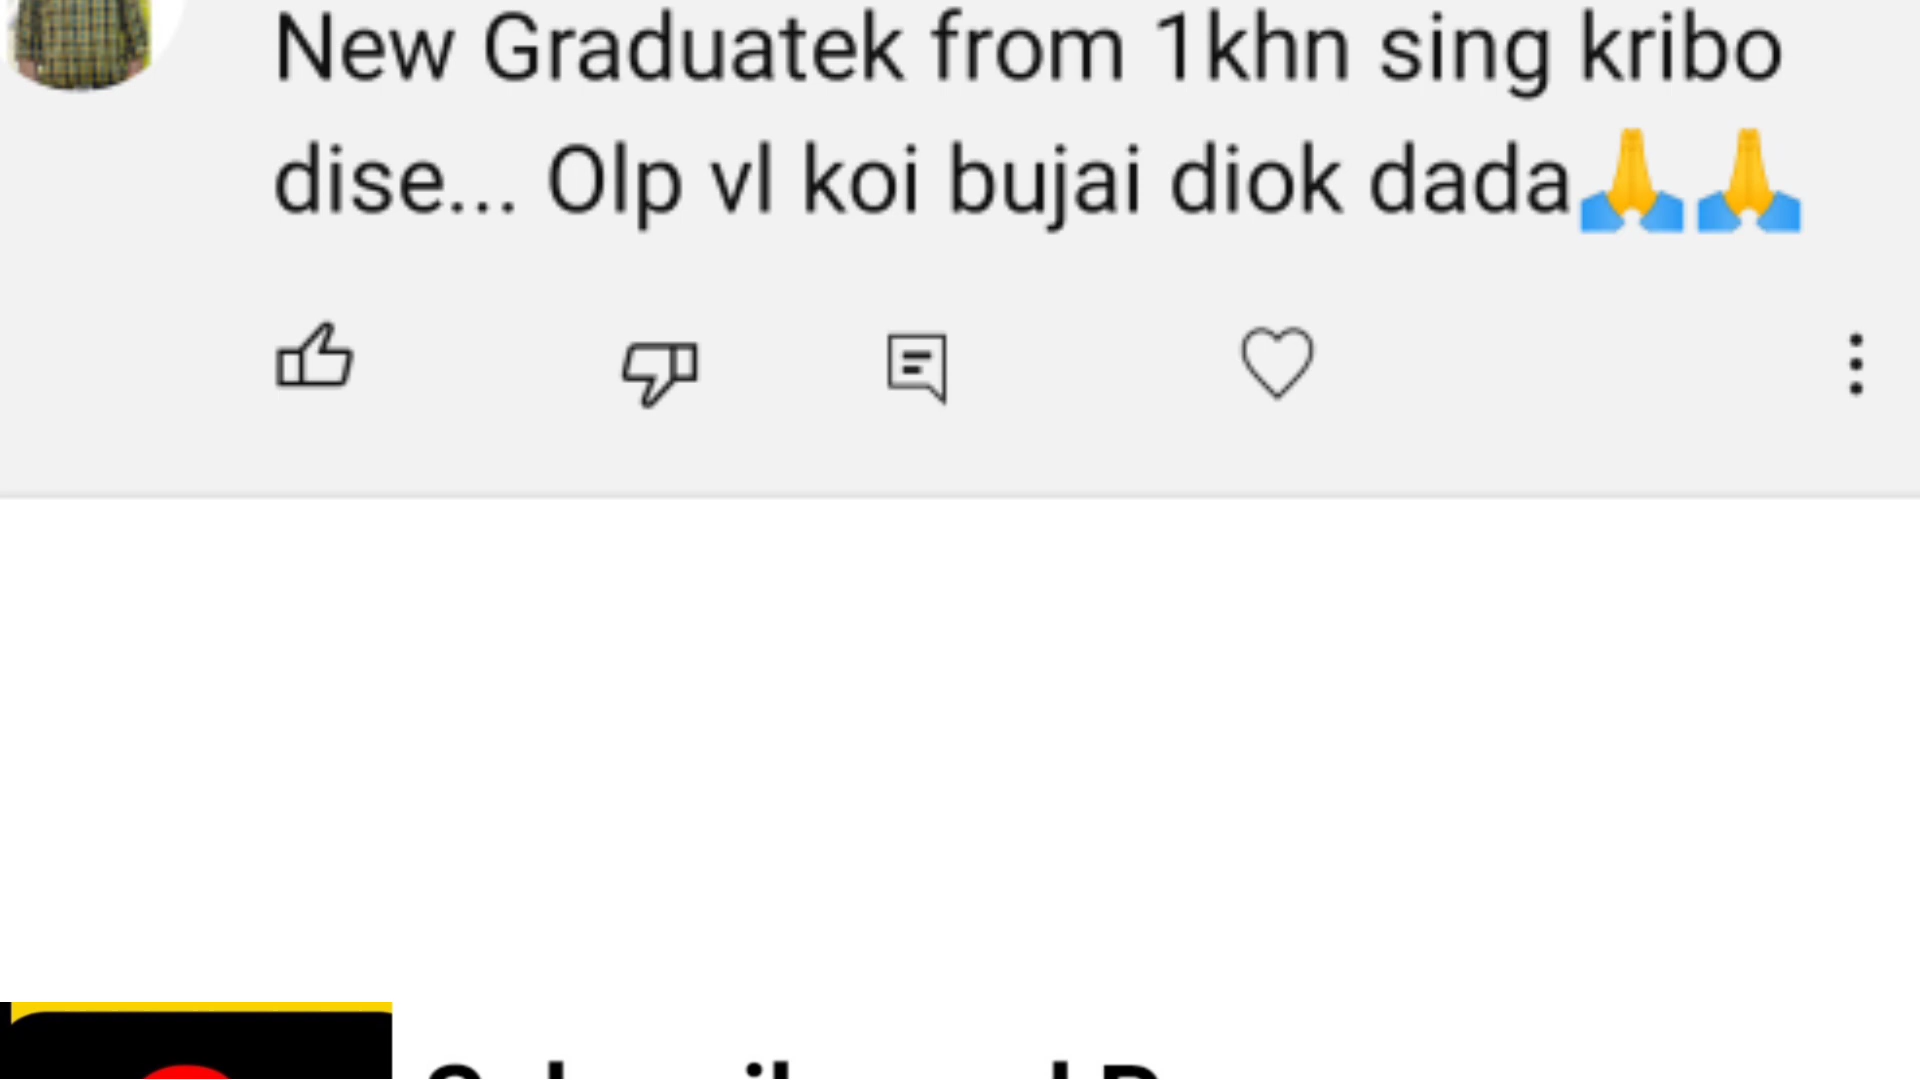 New Graduatek from 1khn sing kribo
dise... Olp vl koi bujai diok dada🙏🙏